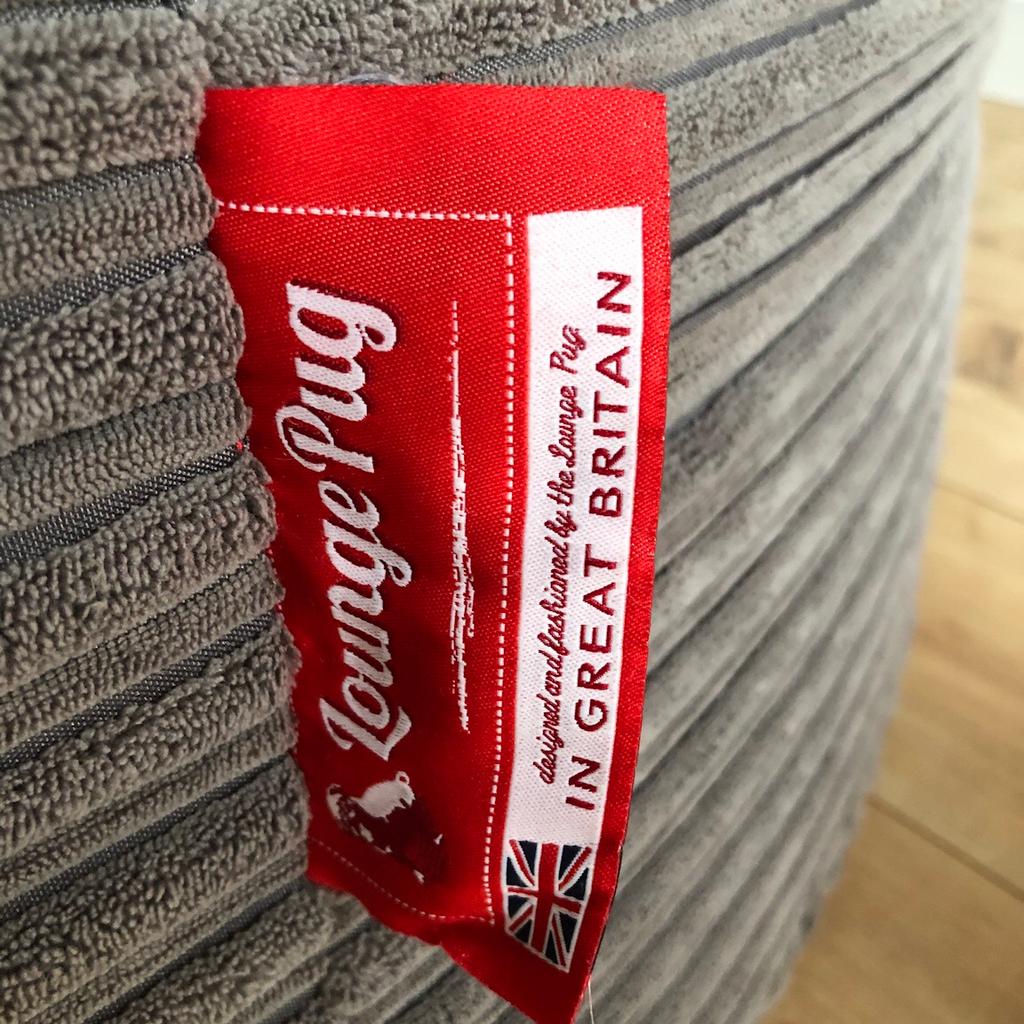 Lounge Pug
designed and fashioned by the Lounge Pug
IN GREAT BRITAIN